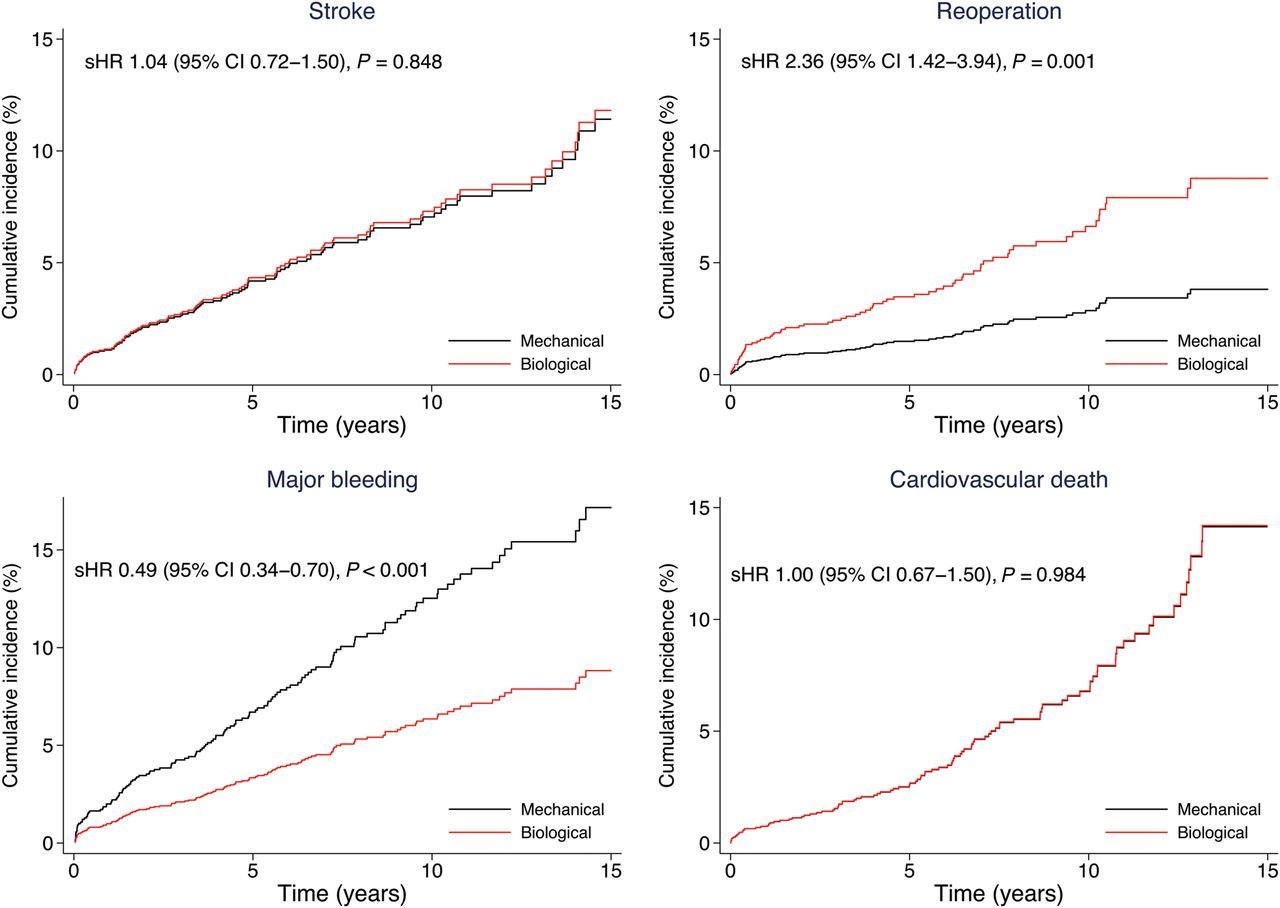 Stroke
sHR 1.04 (95% CI 0.72–1.50), P = 0.848
Cumulative incidence (%)
15
10
5
0
Mechanical
Biological
0 5 10 15
Time (years)
Reoperation
sHR 2.36 (95% CI 1.42–3.94), P = 0.001
Cumulative incidence (%)
15
10
5
0
Mechanical
Biological
0 5 10 15
Time (years)
Major bleeding
sHR 0.49 (95% CI 0.34–0.70), P < 0.001
Cumulative incidence (%)
15
10
5
0
Mechanical
Biological
0 5 10 15
Time (years)
Cardiovascular death
sHR 1.00 (95% CI 0.67–1.50), P = 0.984
Cumulative incidence (%)
15
10
5
0
Mechanical
Biological
0 5 10 15
Time (years)